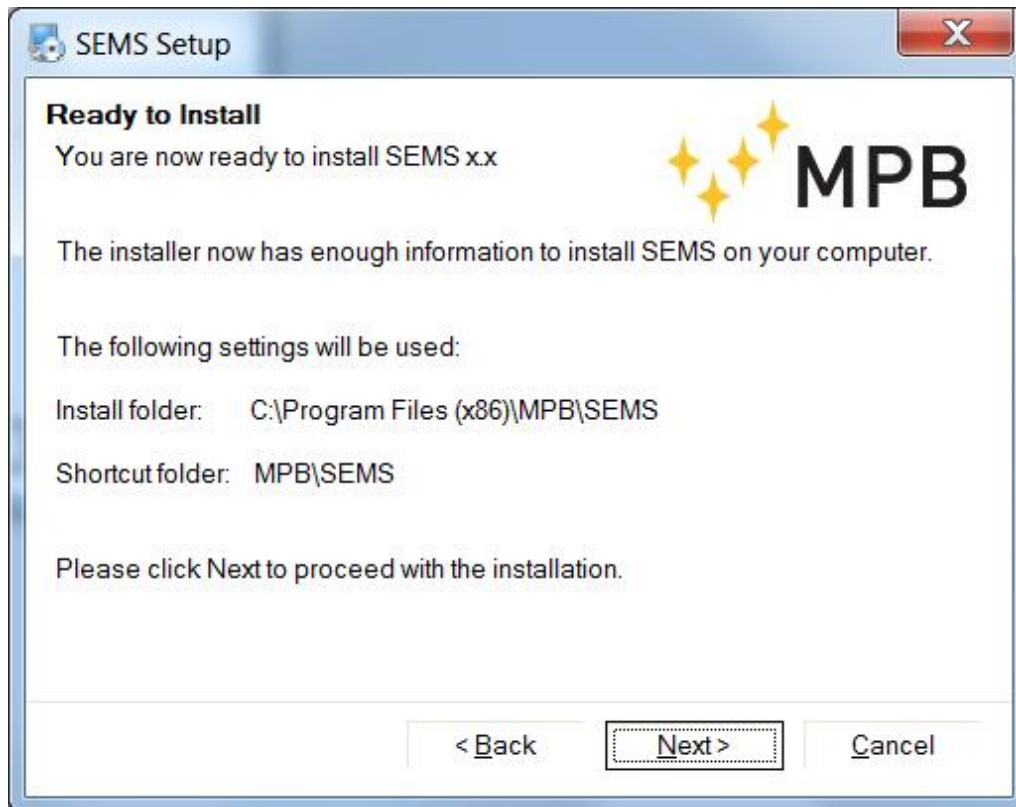 SEMS Setup
Ready to Install
You are now ready to install SEMS x.x
MPB
The installer now has enough information to install SEMS on your computer.
The following settings will be used:
Install folder: C:\Program Files (x86)\MPB\SEMS
Shortcut folder: MPB\SEMS
Please click Next to proceed with the installation.
< Back Next > Cancel